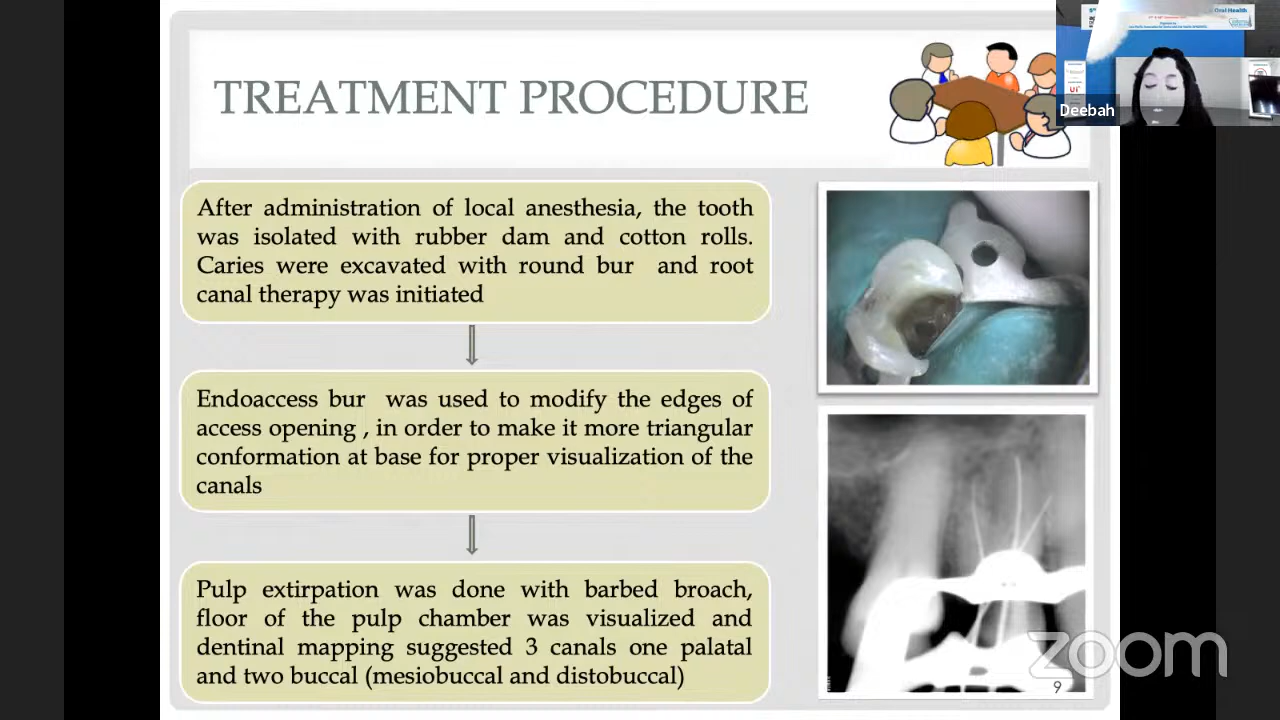 TREATMENT PROCEDURE
Oral Health
Ui
Deebah
After administration of local anesthesia, the tooth
was isolated with rubber dam and cotton rolls.
Caries were excavated with round bur and root
canal therapy was initiated
Endoaccess bur was used to modify the edges of
access opening , in order to make it more triangular
conformation at base for proper visualization of the
canals
Pulp extirpation was done with barbed broach,
floor of the pulp chamber was visualized and
dentinal mapping suggested 3 canals one palatal
and two buccal (mesiobuccal and distobuccal)
zoom
9